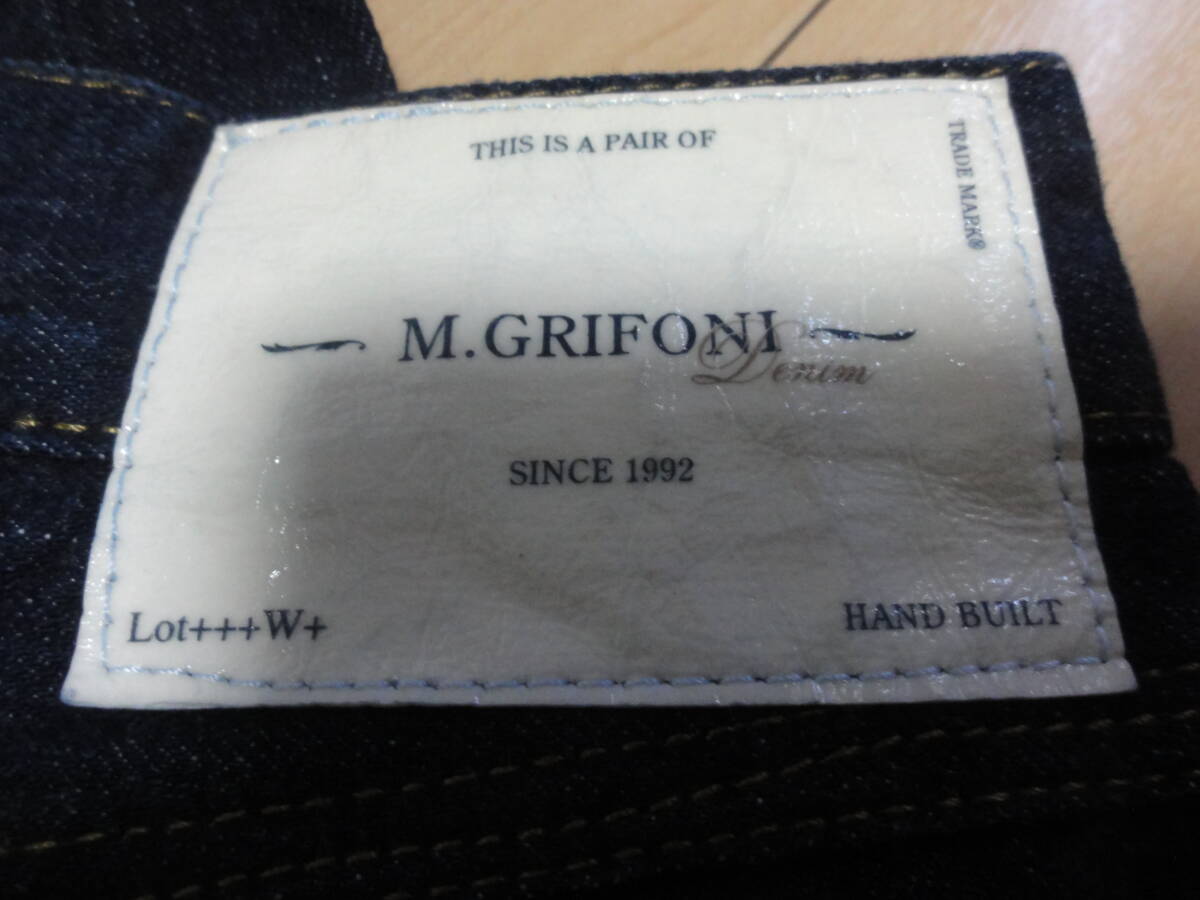 THIS IS A PAIR OF
TRADE MARK®
M.GRIFONI
Denim
SINCE 1992
Lot+++W+
HAND BUILT